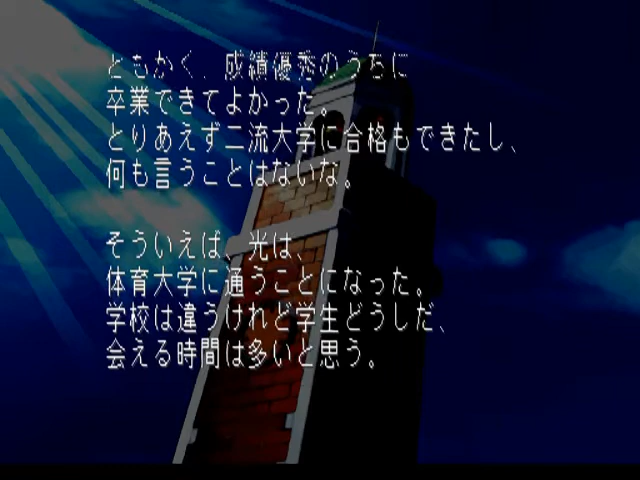 ともかく、成績優秀のうちに
卒業できてよかった。
とりあえず二流大学に合格もできたし、
何も言うことはないな。
そういえば、光は、
体育大学に通うことになった。
学校は違うけれど学生どうしだ、
会える時間は多いと思う。